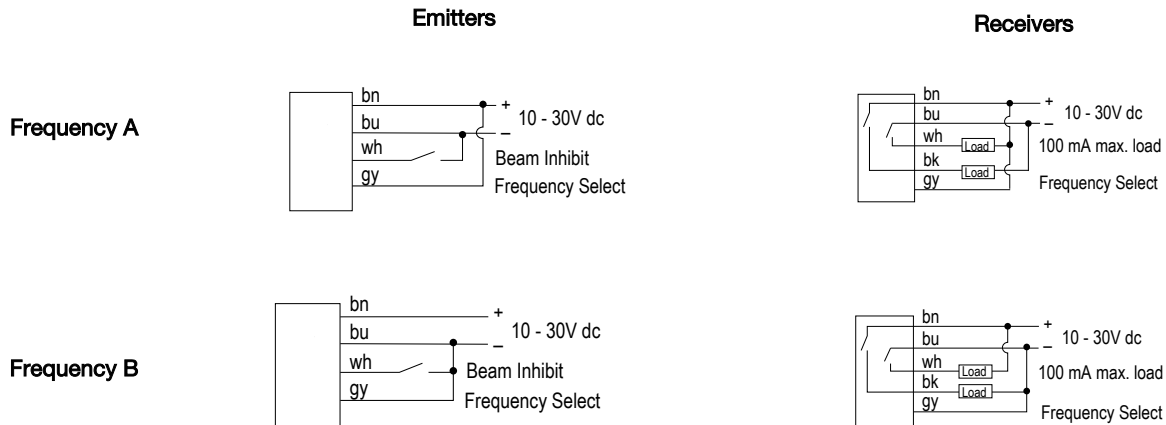 Emitters
Receivers
Frequency A
bn
bu
wh
gy
+
10 - 30V dc
–
Beam Inhibit
Frequency Select
bn
bu
wh
bk
gy
Load
Load
+
10 - 30V dc
–
100 mA max. load
Frequency Select
Frequency B
bn
bu
wh
gy
+
10 - 30V dc
–
Beam Inhibit
Frequency Select
bn
bu
wh
bk
gy
Load
Load
+
10 - 30V dc
–
100 mA max. load
Frequency Select